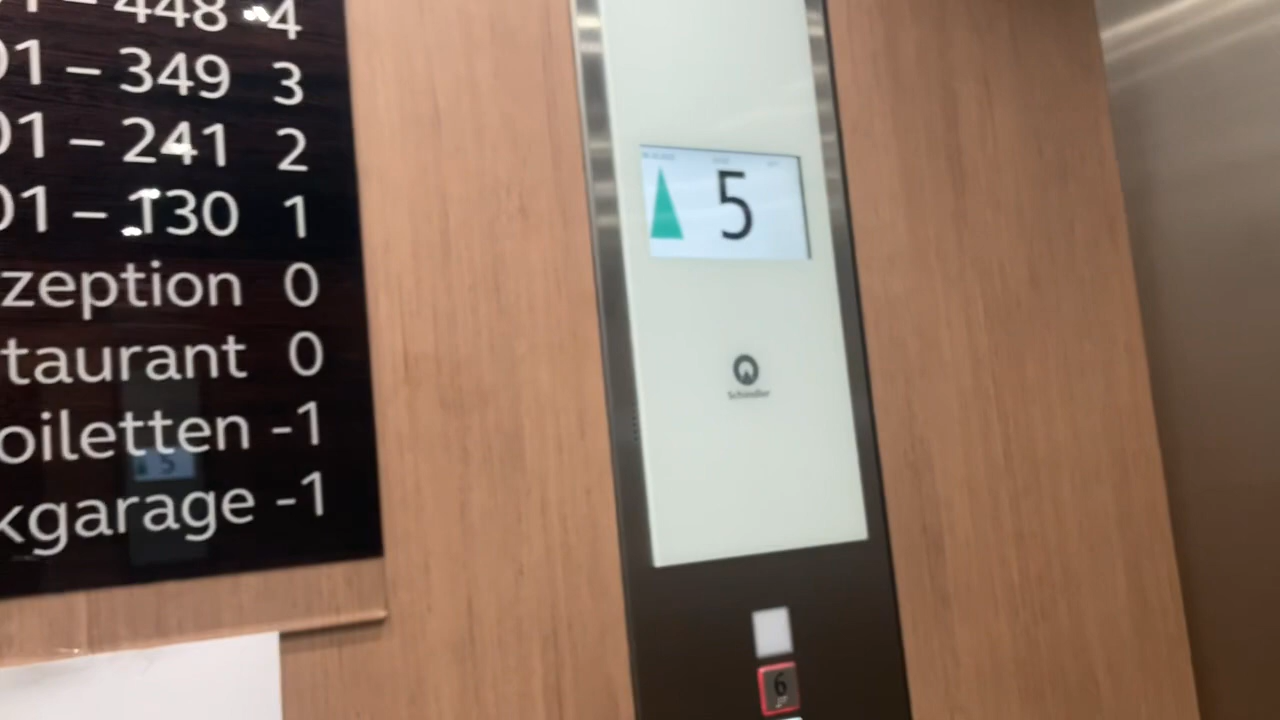 – 448 4
01 – 349 3
01 – 241 2
01 – 130 1
zeption 0
taurant 0
oiletten -1
kgarage -1
5
Schindler
6